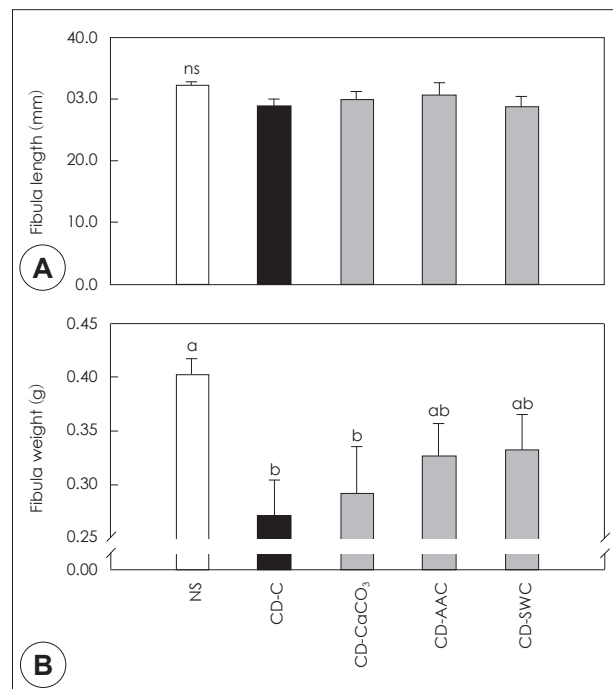 40.0
ns
03.0
20.0
10.0
0.0
Fibula length (mm)
A
0.45
a
0.40
0.35
0.30
0.25
0.00
b
b
ab
ab
Fibula weight (g)
NS
CD-C
CD-CaCO₃
CD-AAC
CD-SWC
B